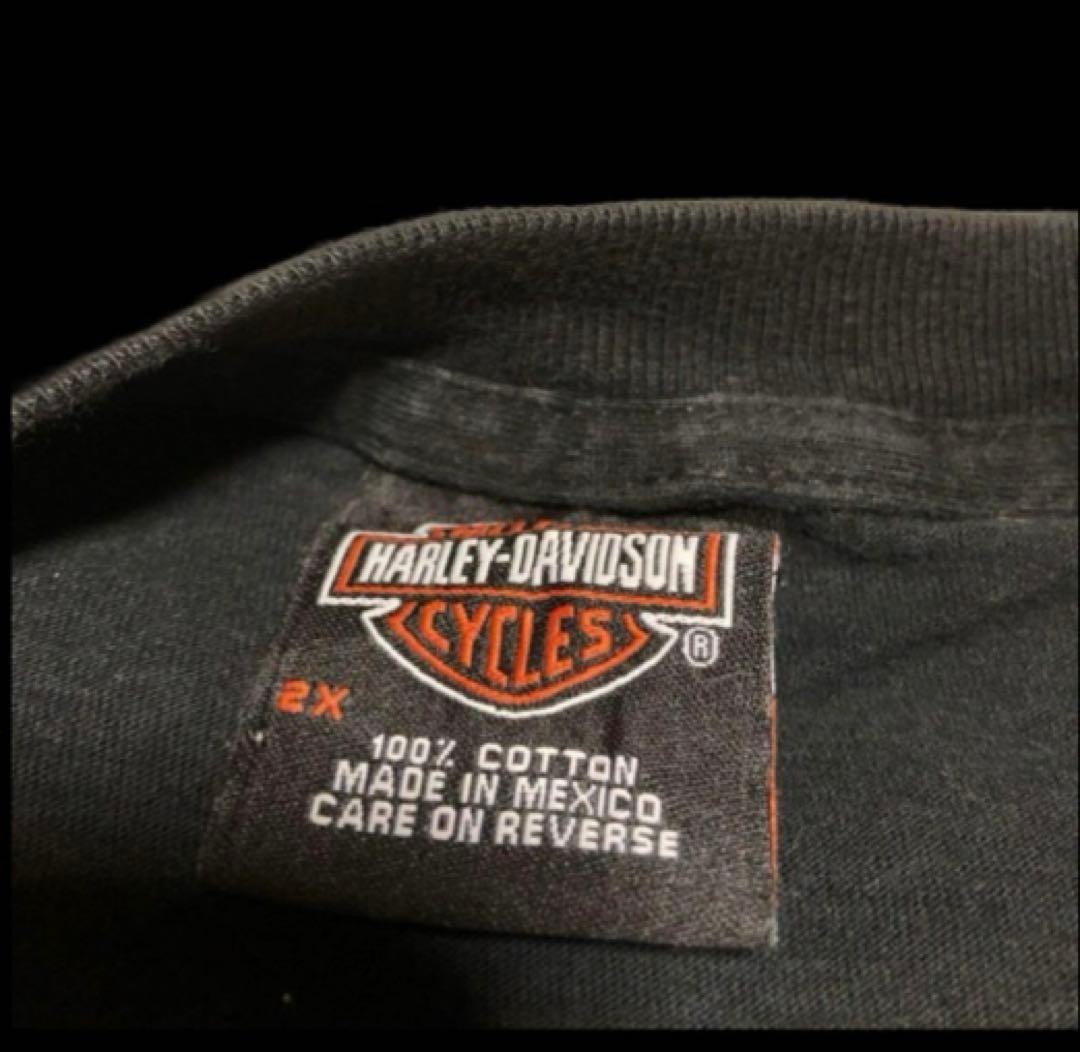 HARLEY-DAVIDSON
CYCLES
®
2X
100% COTTON
MADE IN MEXICO
CARE ON REVERSE